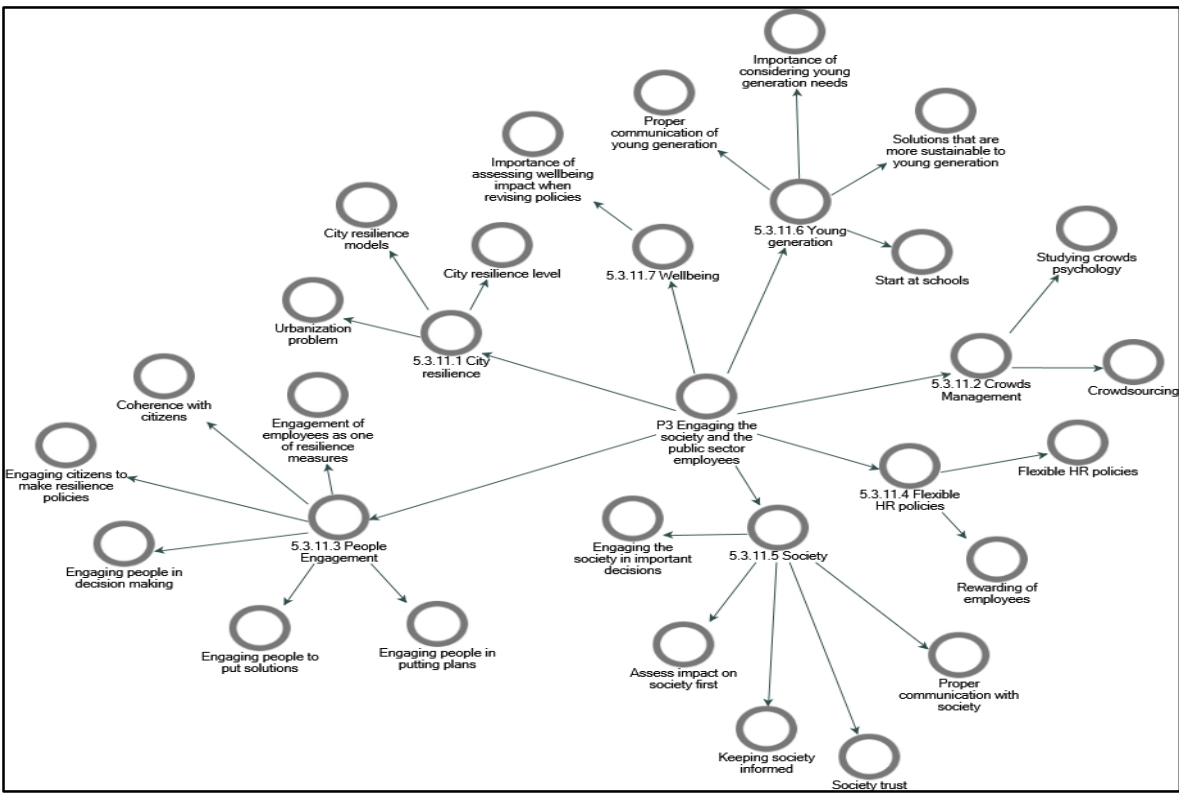 Importance of
considering young
generation needs
Proper
communication of
young generation
Solutions that are
more sustainable to
young generation
Importance of
assessing wellbeing
impact when
revising policies
5.3.11.6 Young
generation
Start at schools
City resilience
models
City resilience level
5.3.11.7 Wellbeing
Studying crowds
psychology
Urbanization
problem
5.3.11.1 City
resilience
5.3.11.2 Crowds
Management
Crowdsourcing
Coherence with
citizens
Engagement of
employees as one
of resilience
measures
P3 Engaging the
society and the
public sector
employees
Engaging citizens to
make resilience
policies
Flexible HR policies
5.3.11.4 Flexible
HR policies
5.3.11.3 People
Engagement
Engaging people in
decision making
Engaging the
society in important
decisions
5.3.11.5 Society
Rewarding of
employees
Engaging people to
put solutions
Engaging people in
putting plans
Assess impact on
society first
Proper
communication with
society
Keeping society
informed
Society trust